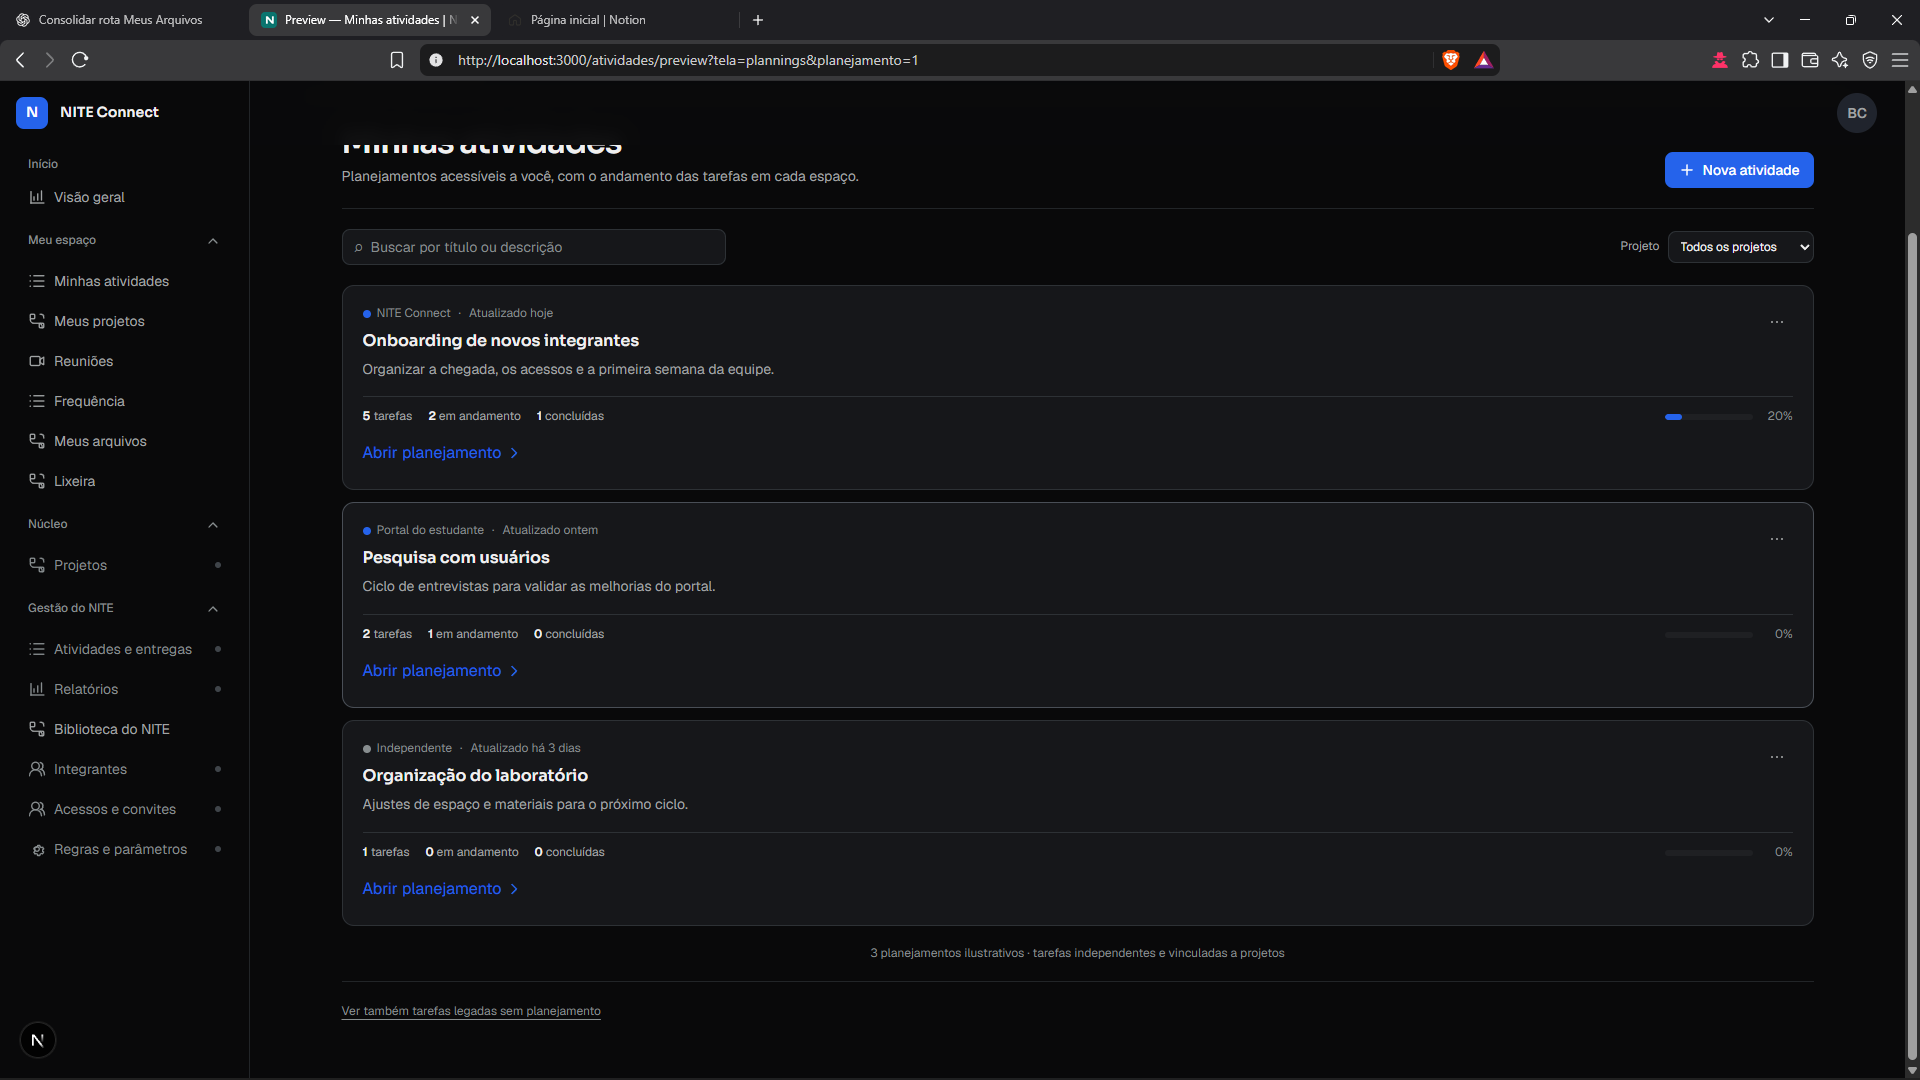 Consolidar rota Meus Arquivos
N Preview — Minhas atividades | N
Página inicial | Notion
http://localhost:3000/atividades/preview?tela=plannings&planejamento=1
N NITE Connect
BC
Início
Visão geral
Meu espaço
Minhas atividades
Meus projetos
Reuniões
Frequência
Meus arquivos
Lixeira
Núcleo
Projetos
Gestão do NITE
Atividades e entregas
Relatórios
Biblioteca do NITE
Integrantes
Acessos e convites
Regras e parâmetros
N
Minhas atividades
Planejamentos acessíveis a você, com o andamento das tarefas em cada espaço.
+ Nova atividade
Buscar por título ou descrição
Projeto Todos os projetos
NITE Connect · Atualizado hoje
...
Onboarding de novos integrantes
Organizar a chegada, os acessos e a primeira semana da equipe.
5 tarefas 2 em andamento 1 concluídas 20%
Abrir planejamento
Portal do estudante · Atualizado ontem
...
Pesquisa com usuários
Ciclo de entrevistas para validar as melhorias do portal.
2 tarefas 1 em andamento 0 concluídas 0%
Abrir planejamento
Independente · Atualizado há 3 dias
...
Organização do laboratório
Ajustes de espaço e materiais para o próximo ciclo.
1 tarefas 0 em andamento 0 concluídas 0%
Abrir planejamento
3 planejamentos ilustrativos · tarefas independentes e vinculadas a projetos
Ver também tarefas legadas sem planejamento